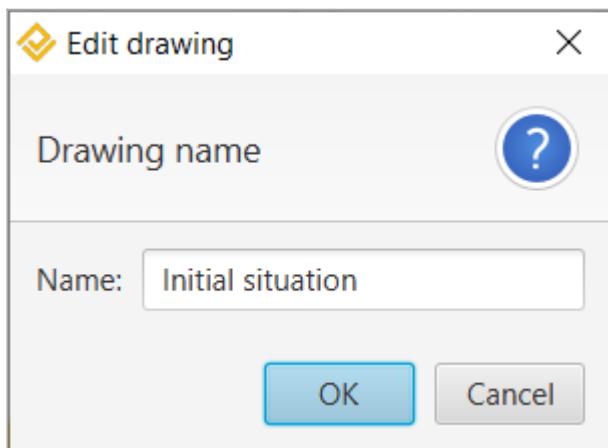 Edit drawing
Drawing name
?
Name: Initial situation
OK Cancel